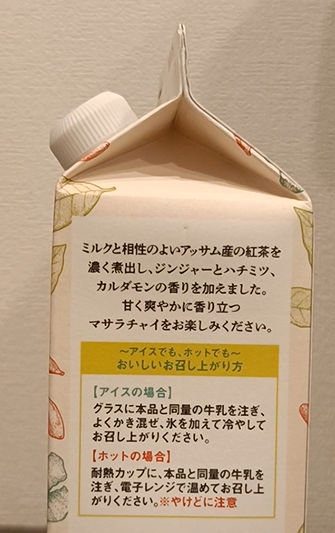 ミルクと相性のよいアッサム産の紅茶を
濃く煮出し、ジンジャーとハチミツ、
カルダモンの香りを加えました。
甘く爽やかに香り立つ
マサラチャイをお楽しみください。
～アイスでも、ホットでも～
おいしいお召し上がり方
【アイスの場合】
グラスに本品と同量の牛乳を注ぎ、
よくかき混ぜ、氷を加えて冷やして
お召し上がりください。
【ホットの場合】
耐熱カップに、本品と同量の牛乳を
注ぎ、電子レンジで温めてお召し上
がりください。※やけどに注意